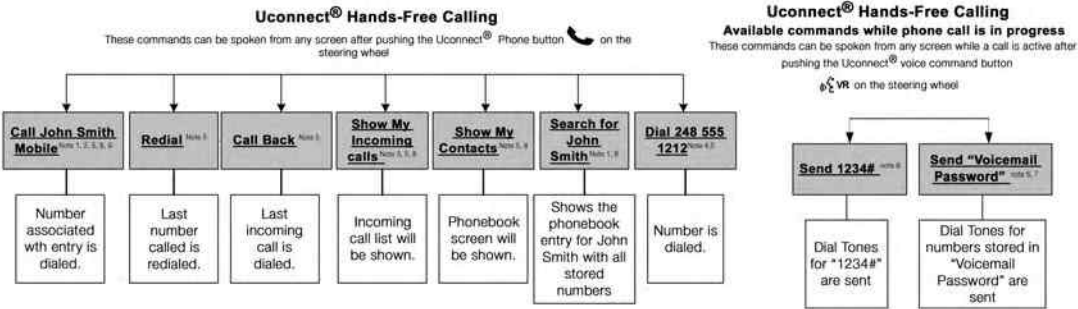 Uconnect® Hands-Free Calling
These commands can be spoken from any screen after pushing the Uconnect® Phone button on the
steering wheel
Call John Smith
Mobile
Redial
Call Back
Show My
Incoming
calls
Show My
Contacts
Search for
John
Smith
Dial 248 555
1212
Number
associated
wth entry is
dialed.
Last
number
called is
redialed.
Last
incoming
call is
dialed.
Incoming
call list will
be shown.
Phonebook
screen will
be shown.
Shows the
phonebook
entry for John
Smith with all
stored
numbers
Number is
dialed.
Uconnect® Hands-Free Calling
Available commands while phone call is in progress
These commands can be spoken from any screen while a call is active after
pushing the Uconnect® voice command button
VR on the steering wheel
Send 1234#
Send "Voicemail
Password"
Dial Tones
for "1234#"
are sent
Dial Tones for
numbers stored in
"Voicemail
Password" are
sent